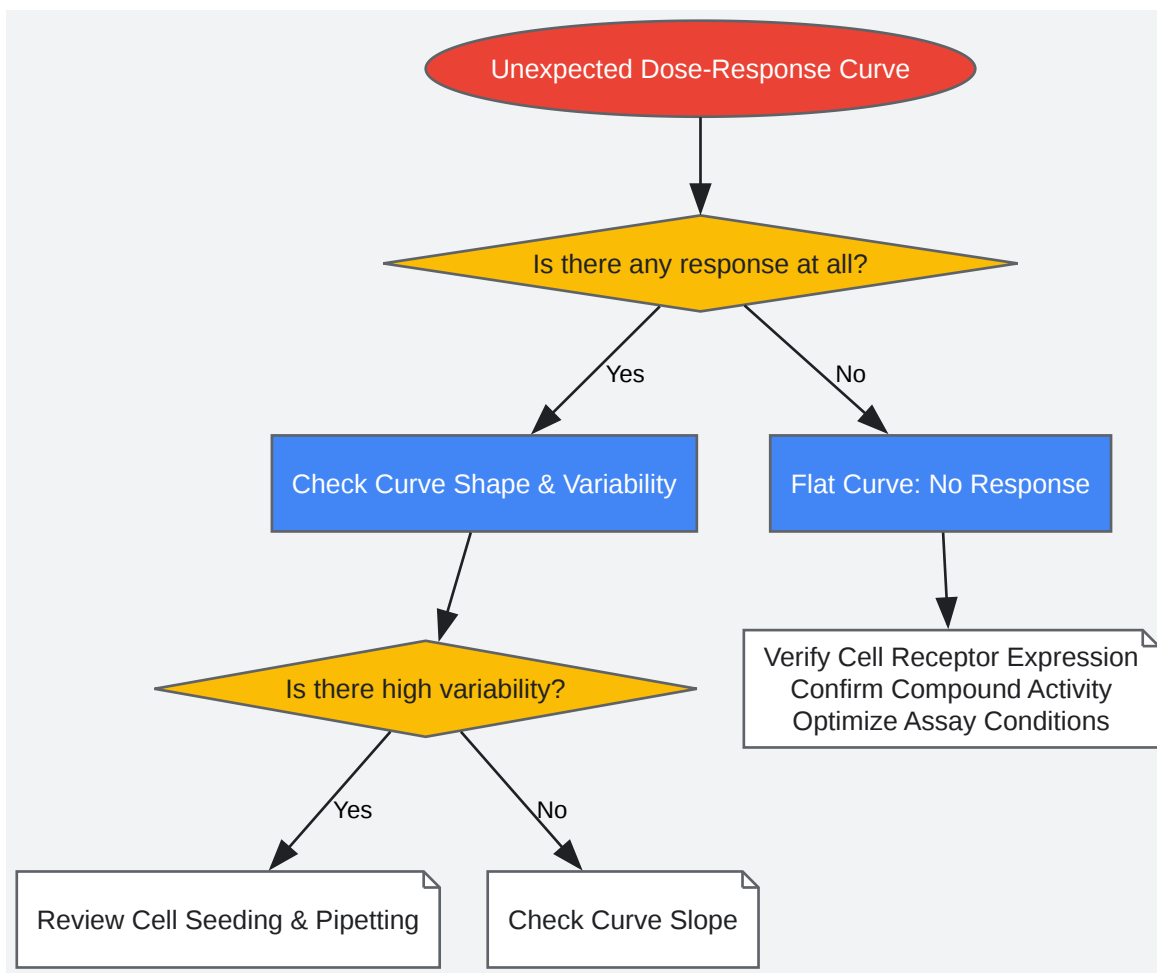 Unexpected Dose-Response Curve
Is there any response at all?
Yes
No
Check Curve Shape & Variability
Flat Curve: No Response
Is there high variability?
Verify Cell Receptor Expression
Confirm Compound Activity
Optimize Assay Conditions
Yes
No
Review Cell Seeding & Pipetting
Check Curve Slope